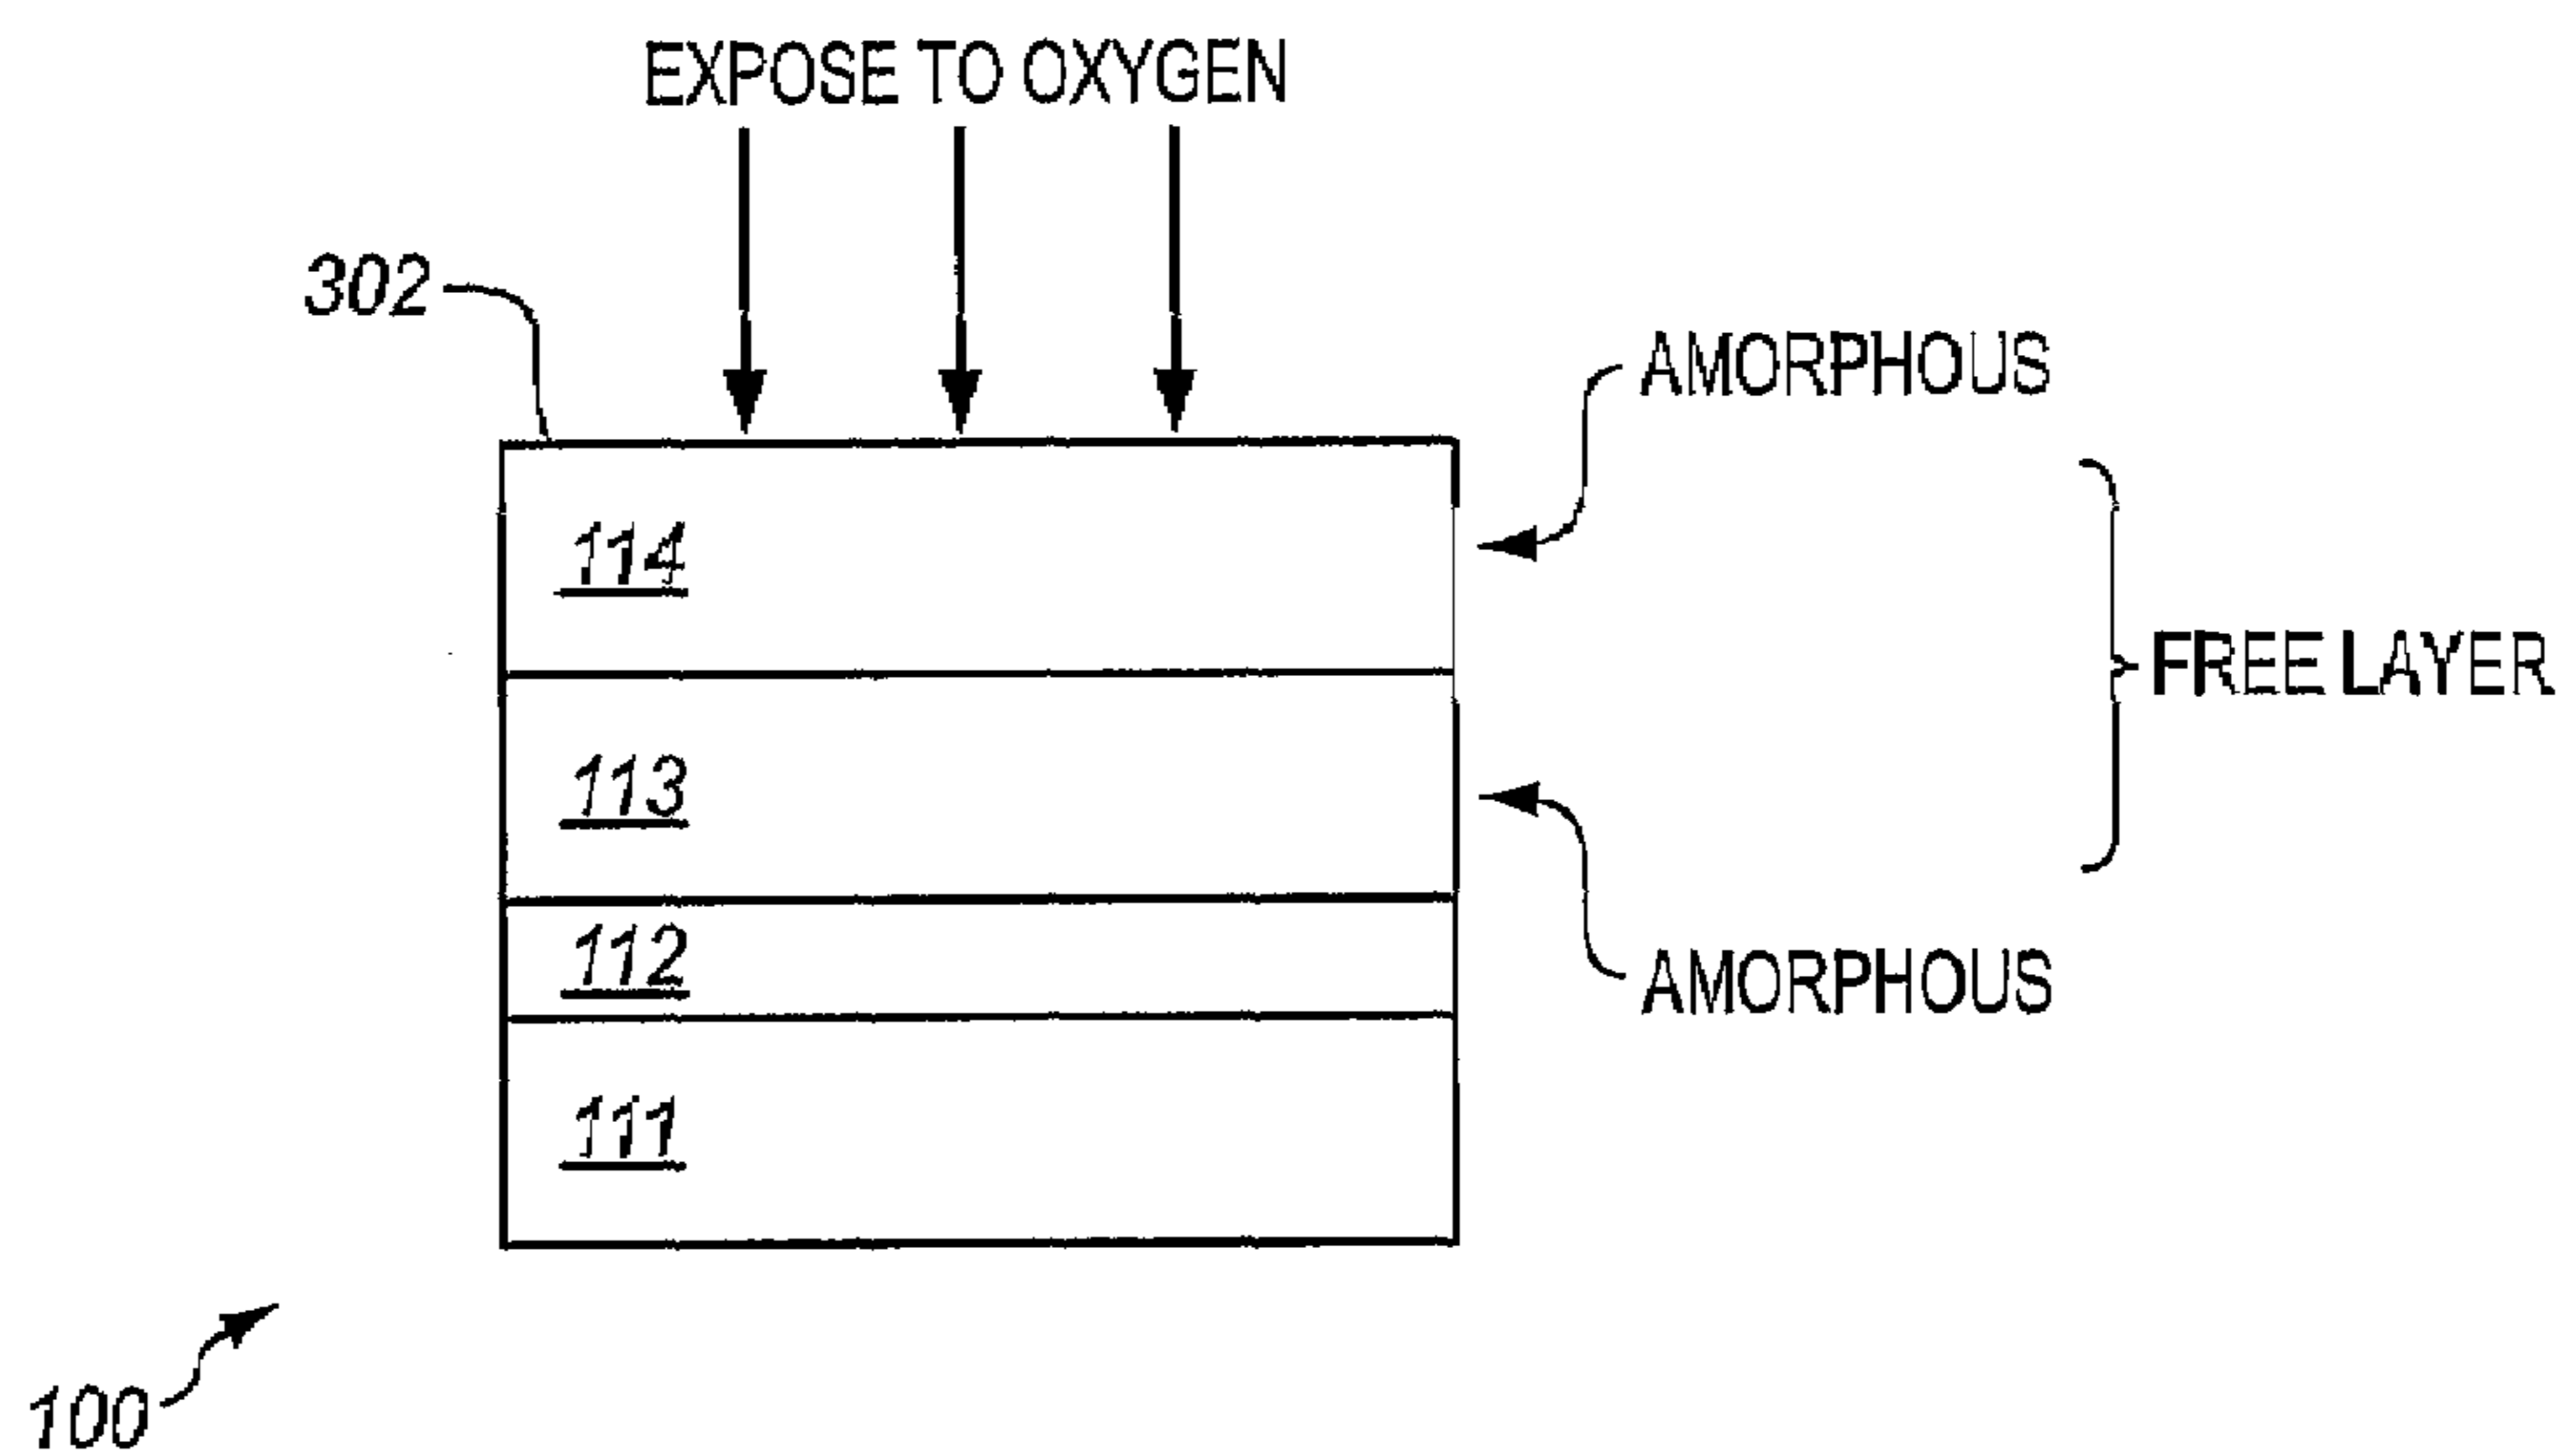 EXPOSE TO OXYGEN
302
AMORPHOUS
114
FREE LAYER
113
112
AMORPHOUS
111
100